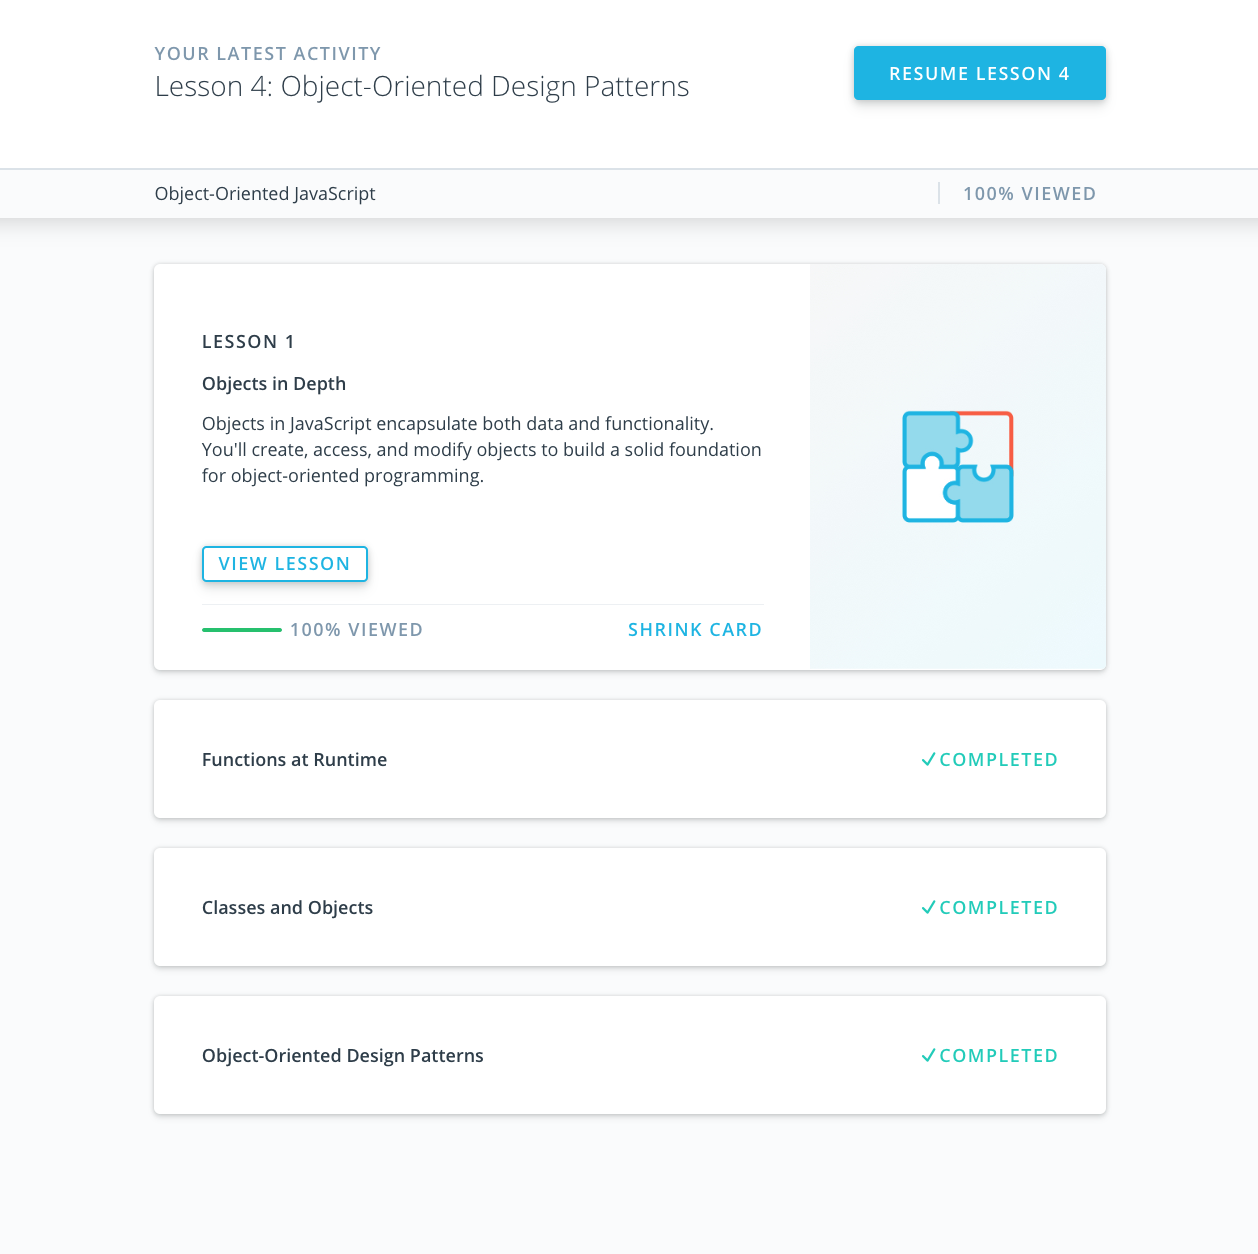 YOUR LATEST ACTIVITY
Lesson 4: Object-Oriented Design Patterns
RESUME LESSON 4
Object-Oriented JavaScript
100% VIEWED
LESSON 1
Objects in Depth
Objects in JavaScript encapsulate both data and functionality.
You'll create, access, and modify objects to build a solid foundation
for object-oriented programming.
VIEW LESSON
100% VIEWED
SHRINK CARD
Functions at Runtime
COMPLETED
Classes and Objects
COMPLETED
Object-Oriented Design Patterns
COMPLETED